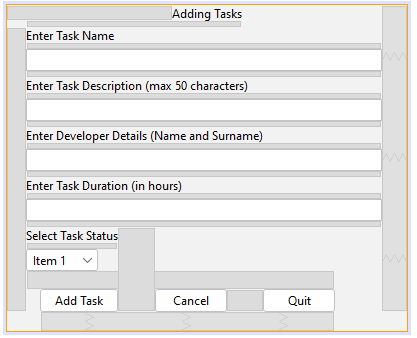 Adding Tasks
Enter Task Name
Enter Task Description (max 50 characters)
Enter Developer Details (Name and Surname)
Enter Task Duration (in hours)
Select Task Status
Item 1
Add Task Cancel Quit